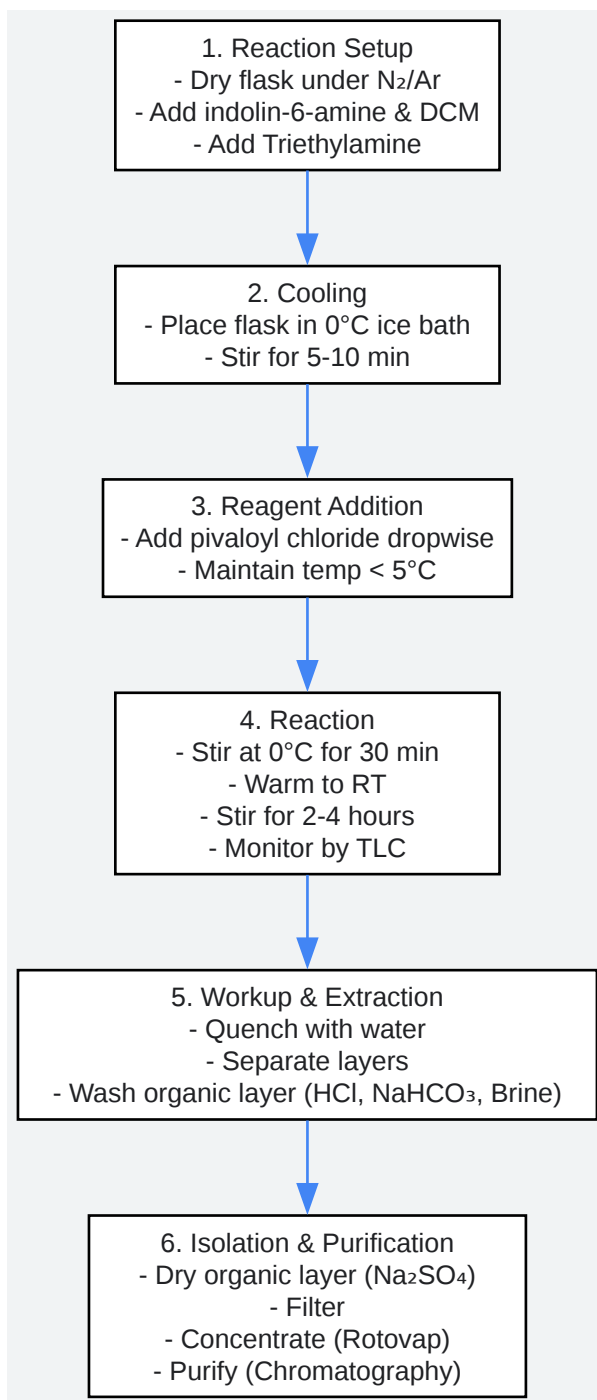 1. Reaction Setup
- Dry flask under N₂/Ar
- Add indolin-6-amine & DCM
- Add Triethylamine
2. Cooling
- Place flask in 0°C ice bath
- Stir for 5-10 min
3. Reagent Addition
- Add pivaloyl chloride dropwise
- Maintain temp < 5°C
4. Reaction
- Stir at 0°C for 30 min
- Warm to RT
- Stir for 2-4 hours
- Monitor by TLC
5. Workup & Extraction
- Quench with water
- Separate layers
- Wash organic layer (HCl, NaHCO₃, Brine)
6. Isolation & Purification
- Dry organic layer (Na₂SO₄)
- Filter
- Concentrate (Rotovap)
- Purify (Chromatography)